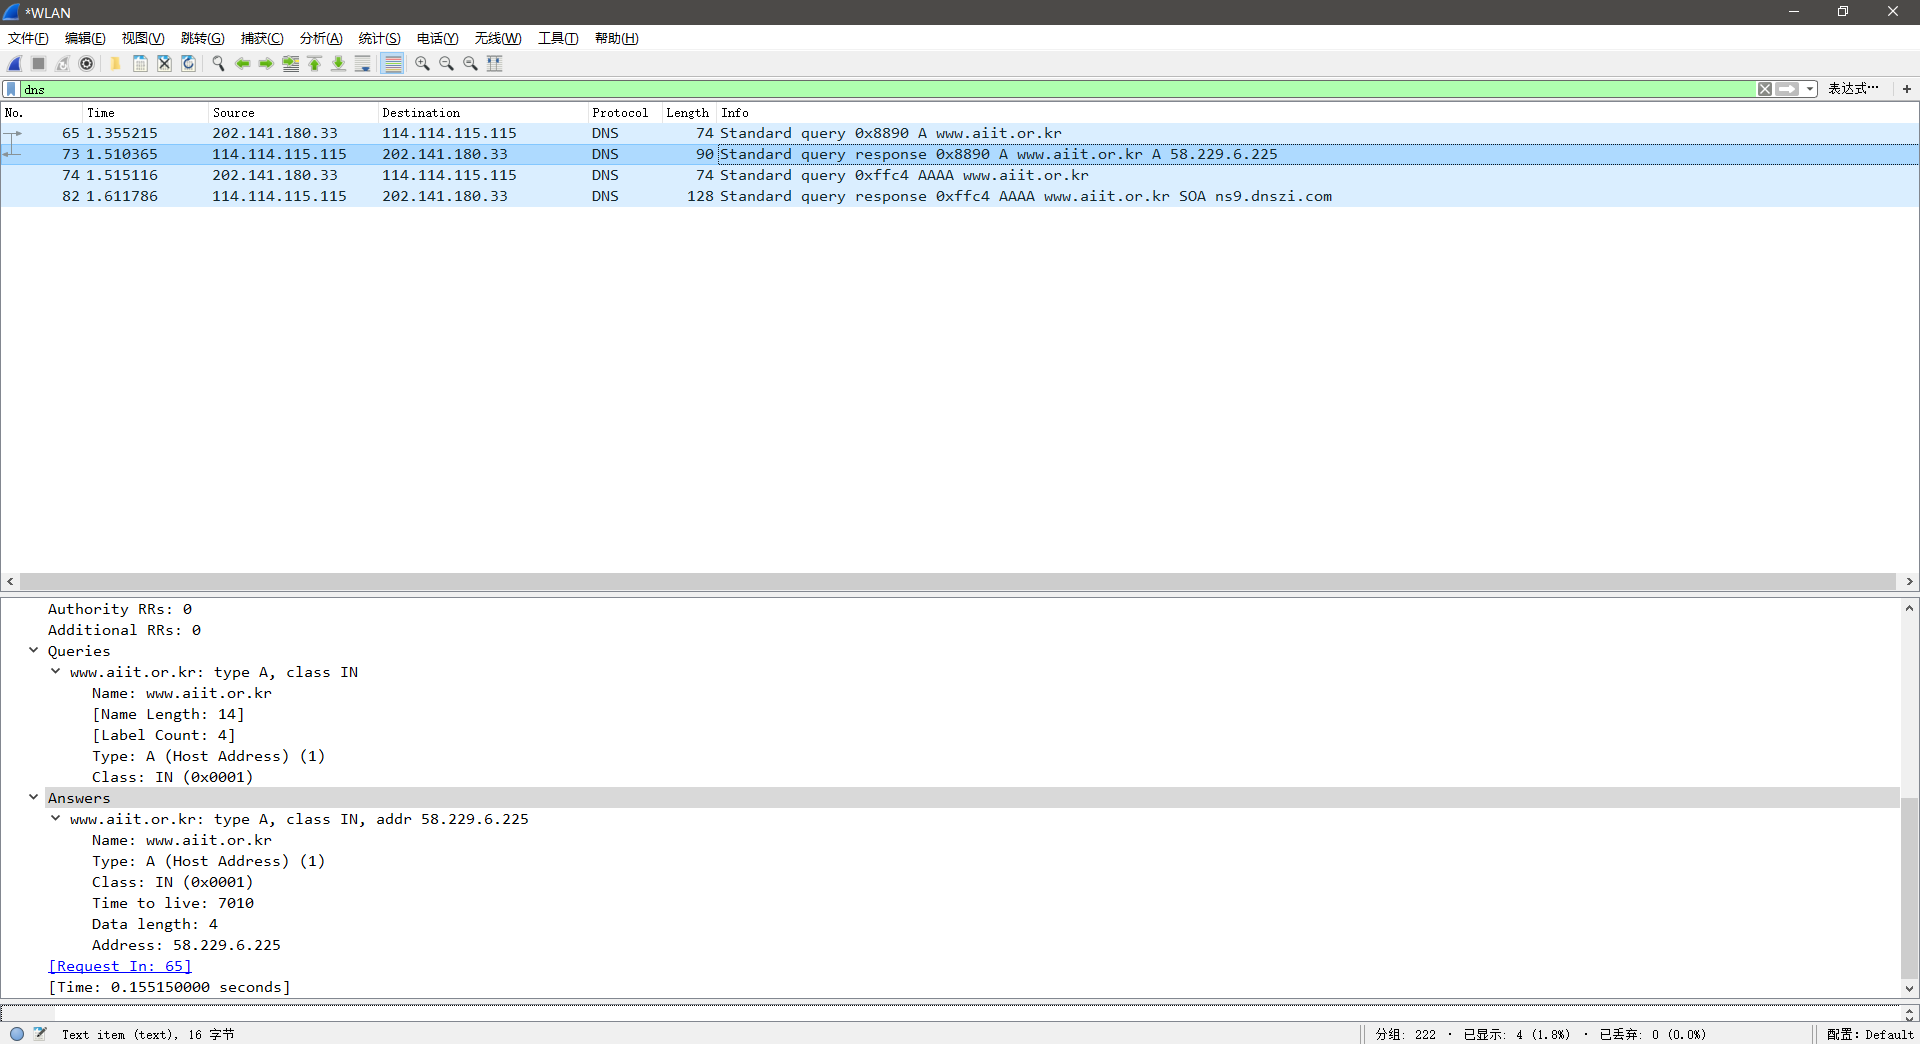 *WLAN
文件(F) 编辑(E) 视图(V) 跳转(G) 捕获(C) 分析(A) 统计(S) 电话(Y) 无线(W) 工具(T) 帮助(H)
dns 表达式… +
No. Time Source Destination Protocol Length Info
65 1.355215 202.141.180.33 114.114.115.115 DNS 74 Standard query 0x8890 A www.aiit.or.kr
73 1.510365 114.114.115.115 202.141.180.33 DNS 90 Standard query response 0x8890 A www.aiit.or.kr A 58.229.6.225
74 1.515116 202.141.180.33 114.114.115.115 DNS 74 Standard query 0xffc4 AAAA www.aiit.or.kr
82 1.611786 114.114.115.115 202.141.180.33 DNS 128 Standard query response 0xffc4 AAAA www.aiit.or.kr SOA ns9.dnszi.com
Authority RRs: 0
Additional RRs: 0
Queries
www.aiit.or.kr: type A, class IN
Name: www.aiit.or.kr
[Name Length: 14]
[Label Count: 4]
Type: A (Host Address) (1)
Class: IN (0x0001)
Answers
www.aiit.or.kr: type A, class IN, addr 58.229.6.225
Name: www.aiit.or.kr
Type: A (Host Address) (1)
Class: IN (0x0001)
Time to live: 7010
Data length: 4
Address: 58.229.6.225
[Request In: 65]
[Time: 0.155150000 seconds]
Text item (text), 16 字节 分组: 222 · 已显示: 4 (1.8%) · 已丢弃: 0 (0.0%) 配置: Default